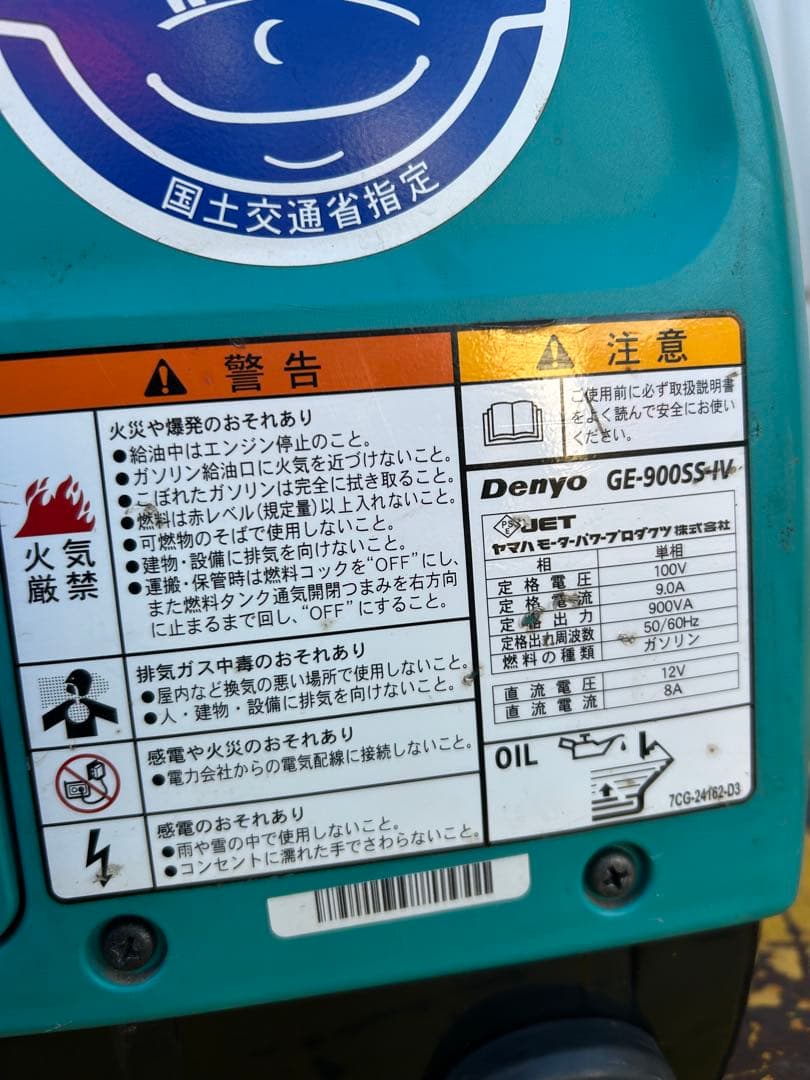 国土交通省指定
警告
火気
厳禁
火災や爆発のおそれあり
●給油中はエンジン停止のこと。
●ガソリン給油口に火気を近づけないこと。
●こぼれたガソリンは完全に拭き取ること。
●燃料は赤レベル(規定量)以上入れないこと。
●可燃物のそばで使用しないこと。
●建物・設備に排気を向けないこと。
●運搬・保管時は燃料コックを“OFF”にし、
また燃料タンク通気開閉つまみを右方向
に止まるまで回し、“OFF”にすること。
排気ガス中毒のおそれあり
●屋内など換気の悪い場所で使用しないこと。
●人・建物・設備に排気を向けないこと。
感電や火災のおそれあり
●電力会社からの電気配線に接続しないこと。
感電のおそれあり
●雨や雪の中で使用しないこと。
●コンセントに濡れた手でさわらないこと。
注意
ご使用前に必ず取扱説明書
をよく読んで安全にお使い
ください。
Denyo GE-900SS-IV
PS E JET
ヤマハモーターパワープロダクツ株式会社
相 単相
定格電圧 100V
定格電流 9.0A
定格出力 900VA
定格出力周波数 50/60Hz
燃料の種類 ガソリン
直流電圧 12V
直流電流 8A
OIL
7CG-24162-D3